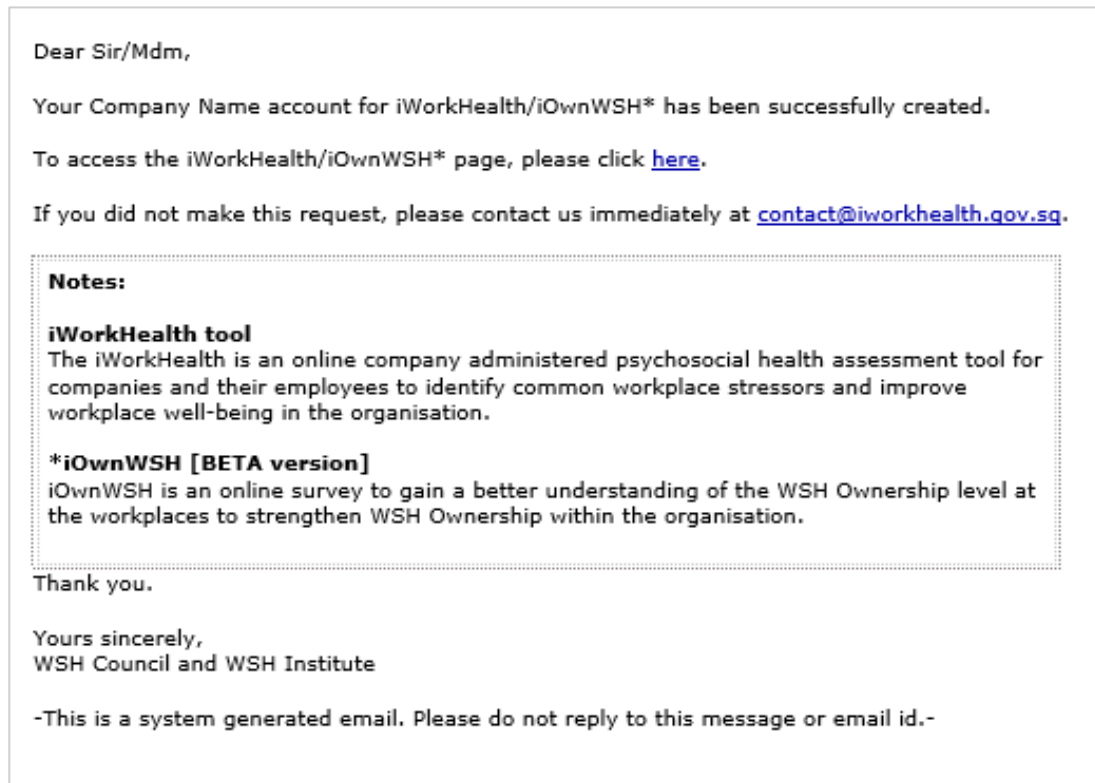 Dear Sir/Mdm,
Your Company Name account for iWorkHealth/iOwnWSH* has been successfully created.
To access the iWorkHealth/iOwnWSH* page, please click here.
If you did not make this request, please contact us immediately at contact@iworkhealth.gov.sg.
Notes:
iWorkHealth tool
The iWorkHealth is an online company administered psychosocial health assessment tool for
companies and their employees to identify common workplace stressors and improve
workplace well-being in the organisation.
*iOwnWSH [BETA version]
iOwnWSH is an online survey to gain a better understanding of the WSH Ownership level at
the workplaces to strengthen WSH Ownership within the organisation.
Thank you.
Yours sincerely,
WSH Council and WSH Institute
-This is a system generated email. Please do not reply to this message or email id.-